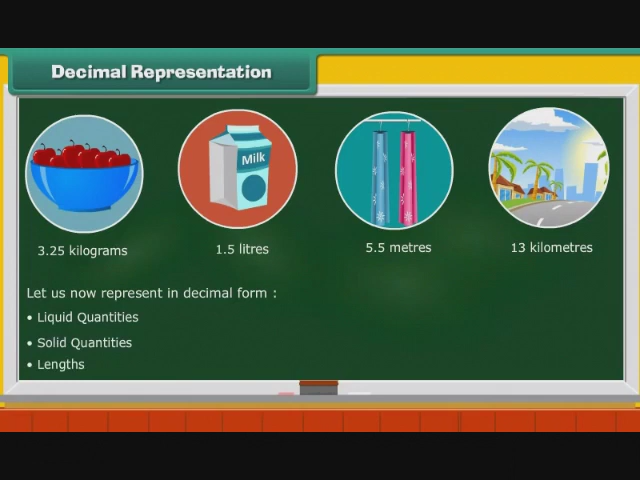 Decimal Representation
Milk
3.25 kilograms
1.5 litres
5.5 metres
13 kilometres
Let us now represent in decimal form :
• Liquid Quantities
• Solid Quantities
• Lengths